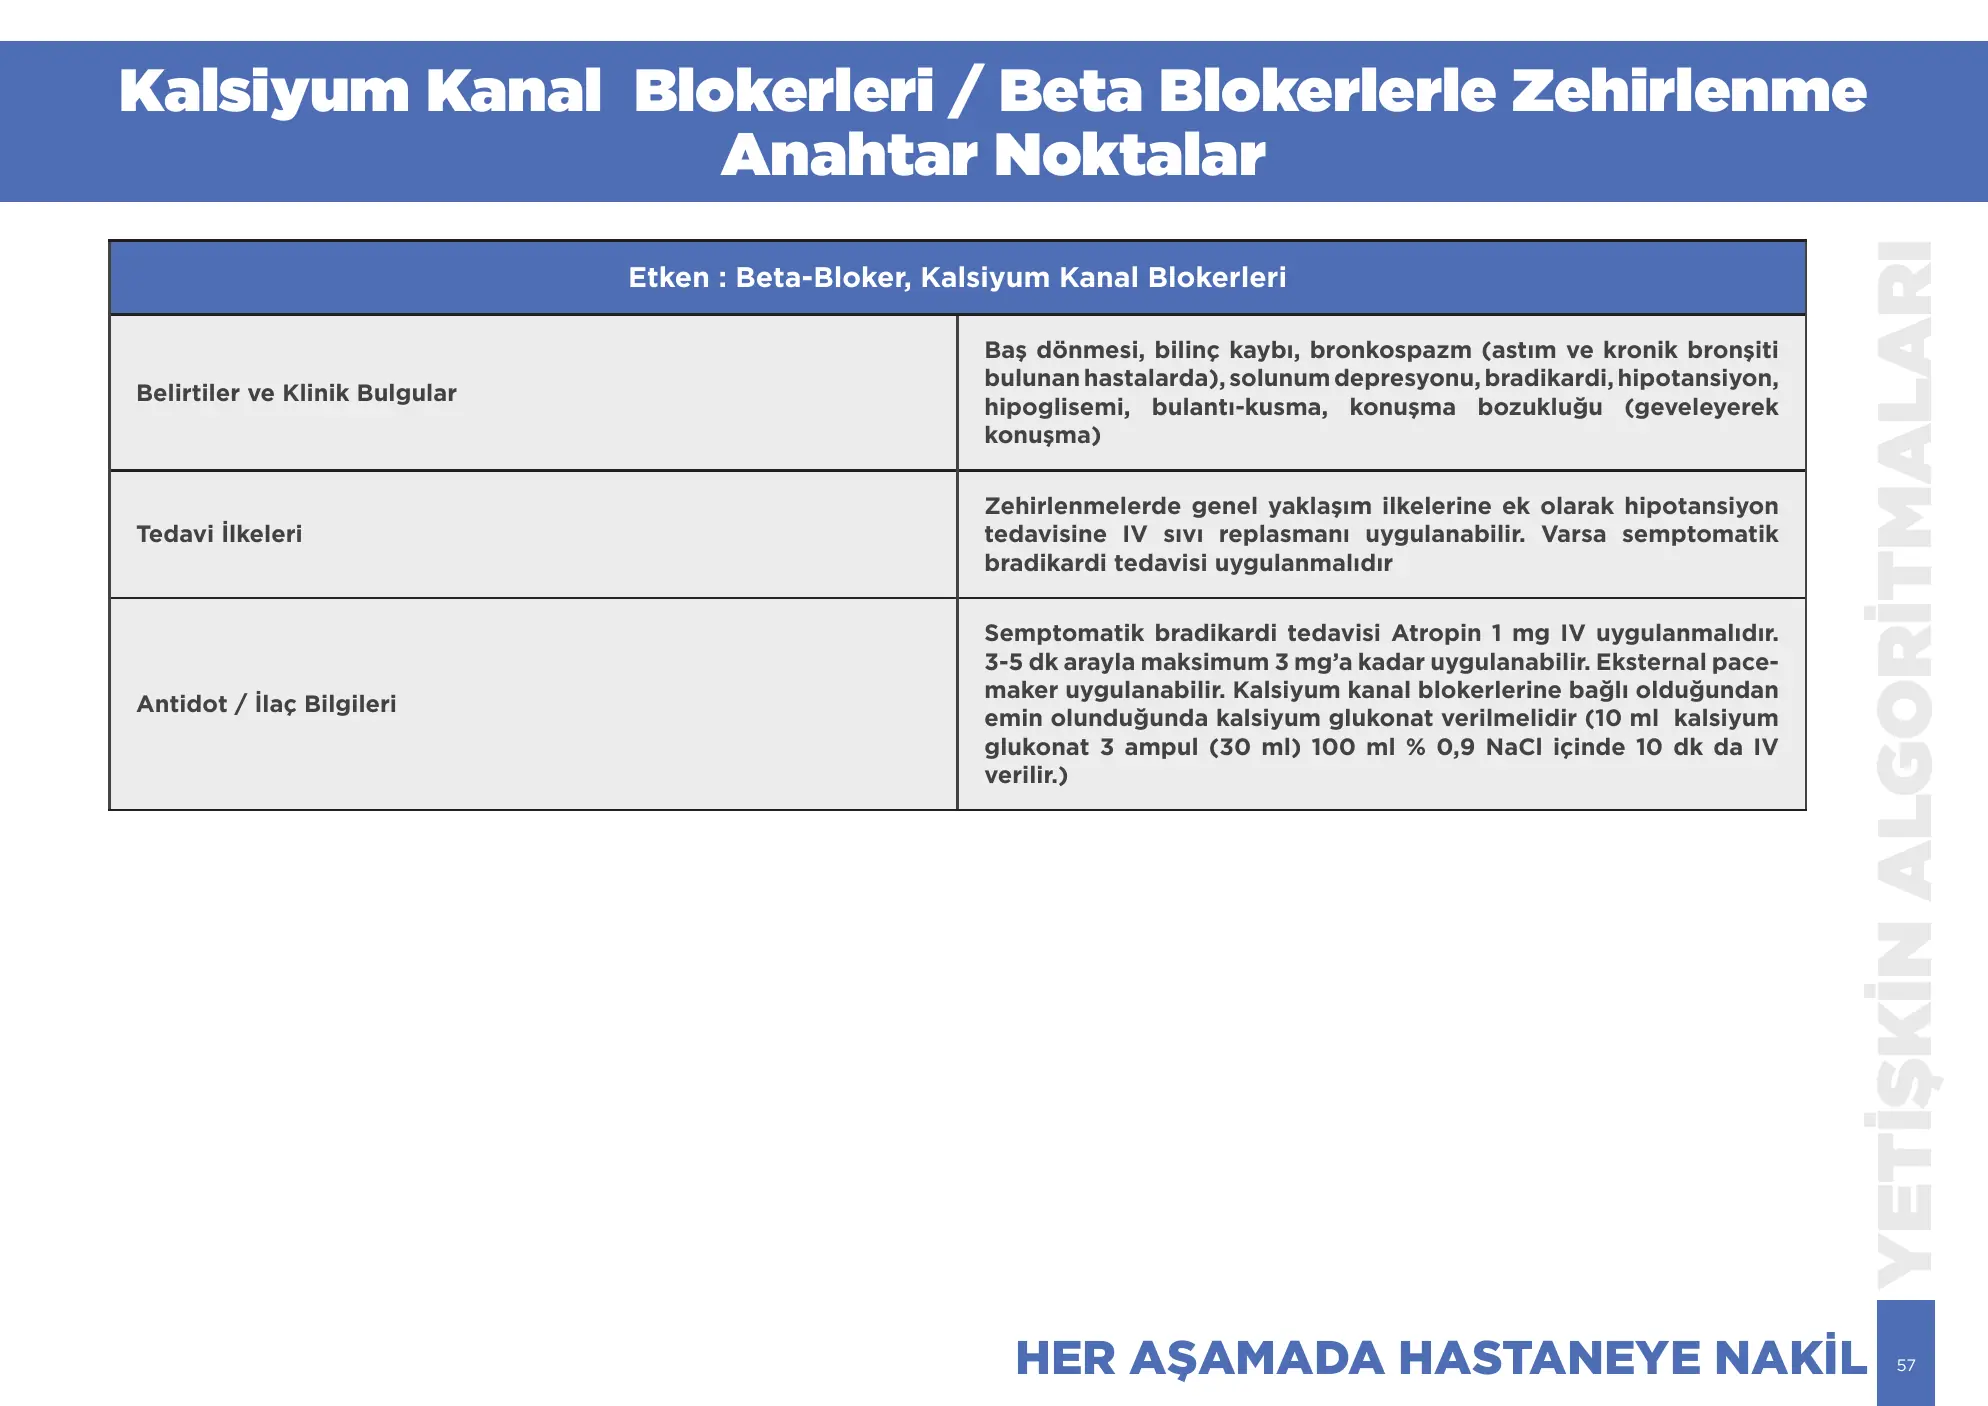 Kalsiyum Kanal  Blokerleri / Beta Blokerlerle Zehirlenme
Anahtar Noktalar
Etken : Beta-Bloker, Kalsiyum Kanal Blokerleri
Belirtiler ve Klinik Bulgular
Baş dönmesi, bilinç kaybı, bronkospazm (astım ve kronik bronşiti
bulunan hastalarda), solunum depresyonu, bradikardi, hipotansiyon,
hipoglisemi, bulantı-kusma, konuşma bozukluğu (geveleyerek
konuşma)
Tedavi İlkeleri
Zehirlenmelerde genel yaklaşım ilkelerine ek olarak hipotansiyon
tedavisine IV sıvı replasmanı uygulanabilir. Varsa semptomatik
bradikardi tedavisi uygulanmalıdır
Antidot / İlaç Bilgileri
Semptomatik bradikardi tedavisi Atropin 1 mg IV uygulanmalıdır.
3-5 dk arayla maksimum 3 mg’a kadar uygulanabilir. Eksternal pace-
maker uygulanabilir. Kalsiyum kanal blokerlerine bağlı olduğundan
emin olunduğunda kalsiyum glukonat verilmelidir (10 ml  kalsiyum
glukonat 3 ampul (30 ml) 100 ml % 0,9 NaCl içinde 10 dk da IV
verilir.)
YETİŞKİN ALGORİTMALARI
HER AŞAMADA HASTANEYE NAKİL
57